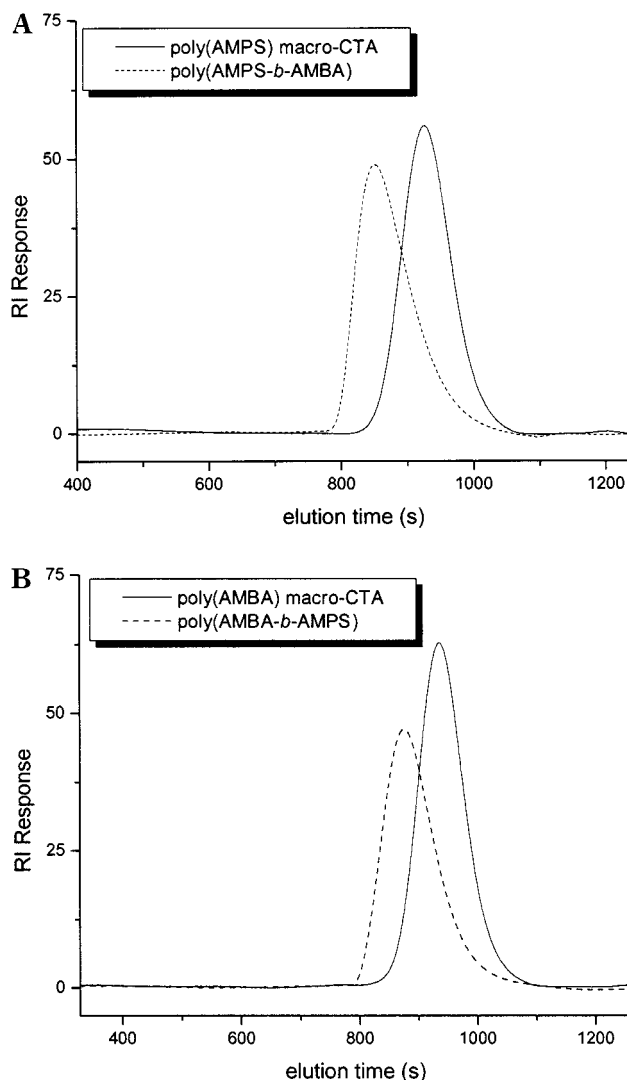 A
75
poly(AMPS) macro-CTA
poly(AMPS-b-AMBA)
50
RI Response
25
0
400
600
800
1000
1200
elution time (s)
B
75
poly(AMBA) macro-CTA
poly(AMBA-b-AMPS)
50
RI Response
25
0
400
600
800
1000
1200
elution time (s)